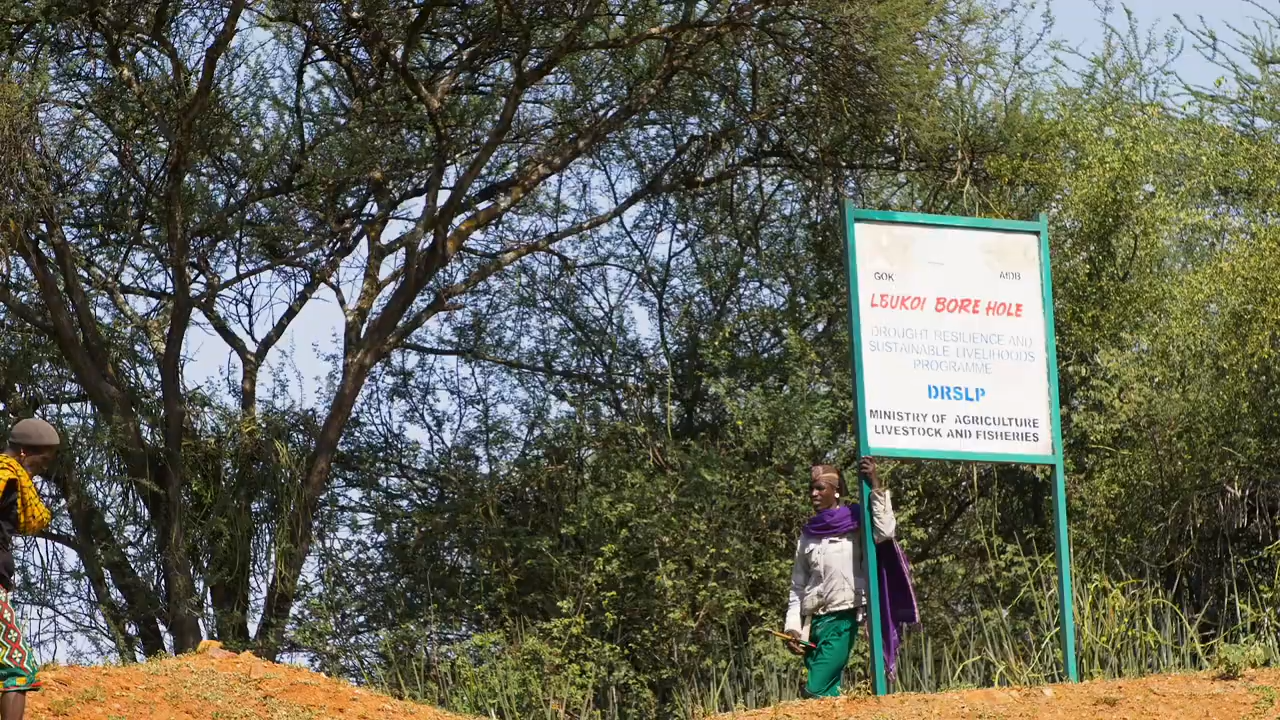 GOK AfDB
LBUKOI BORE HOLE
DROUGHT RESILIENCE AND
SUSTAINABLE LIVELIHOODS
PROGRAMME
DRSLP
MINISTRY OF AGRICULTURE
LIVESTOCK AND FISHERIES